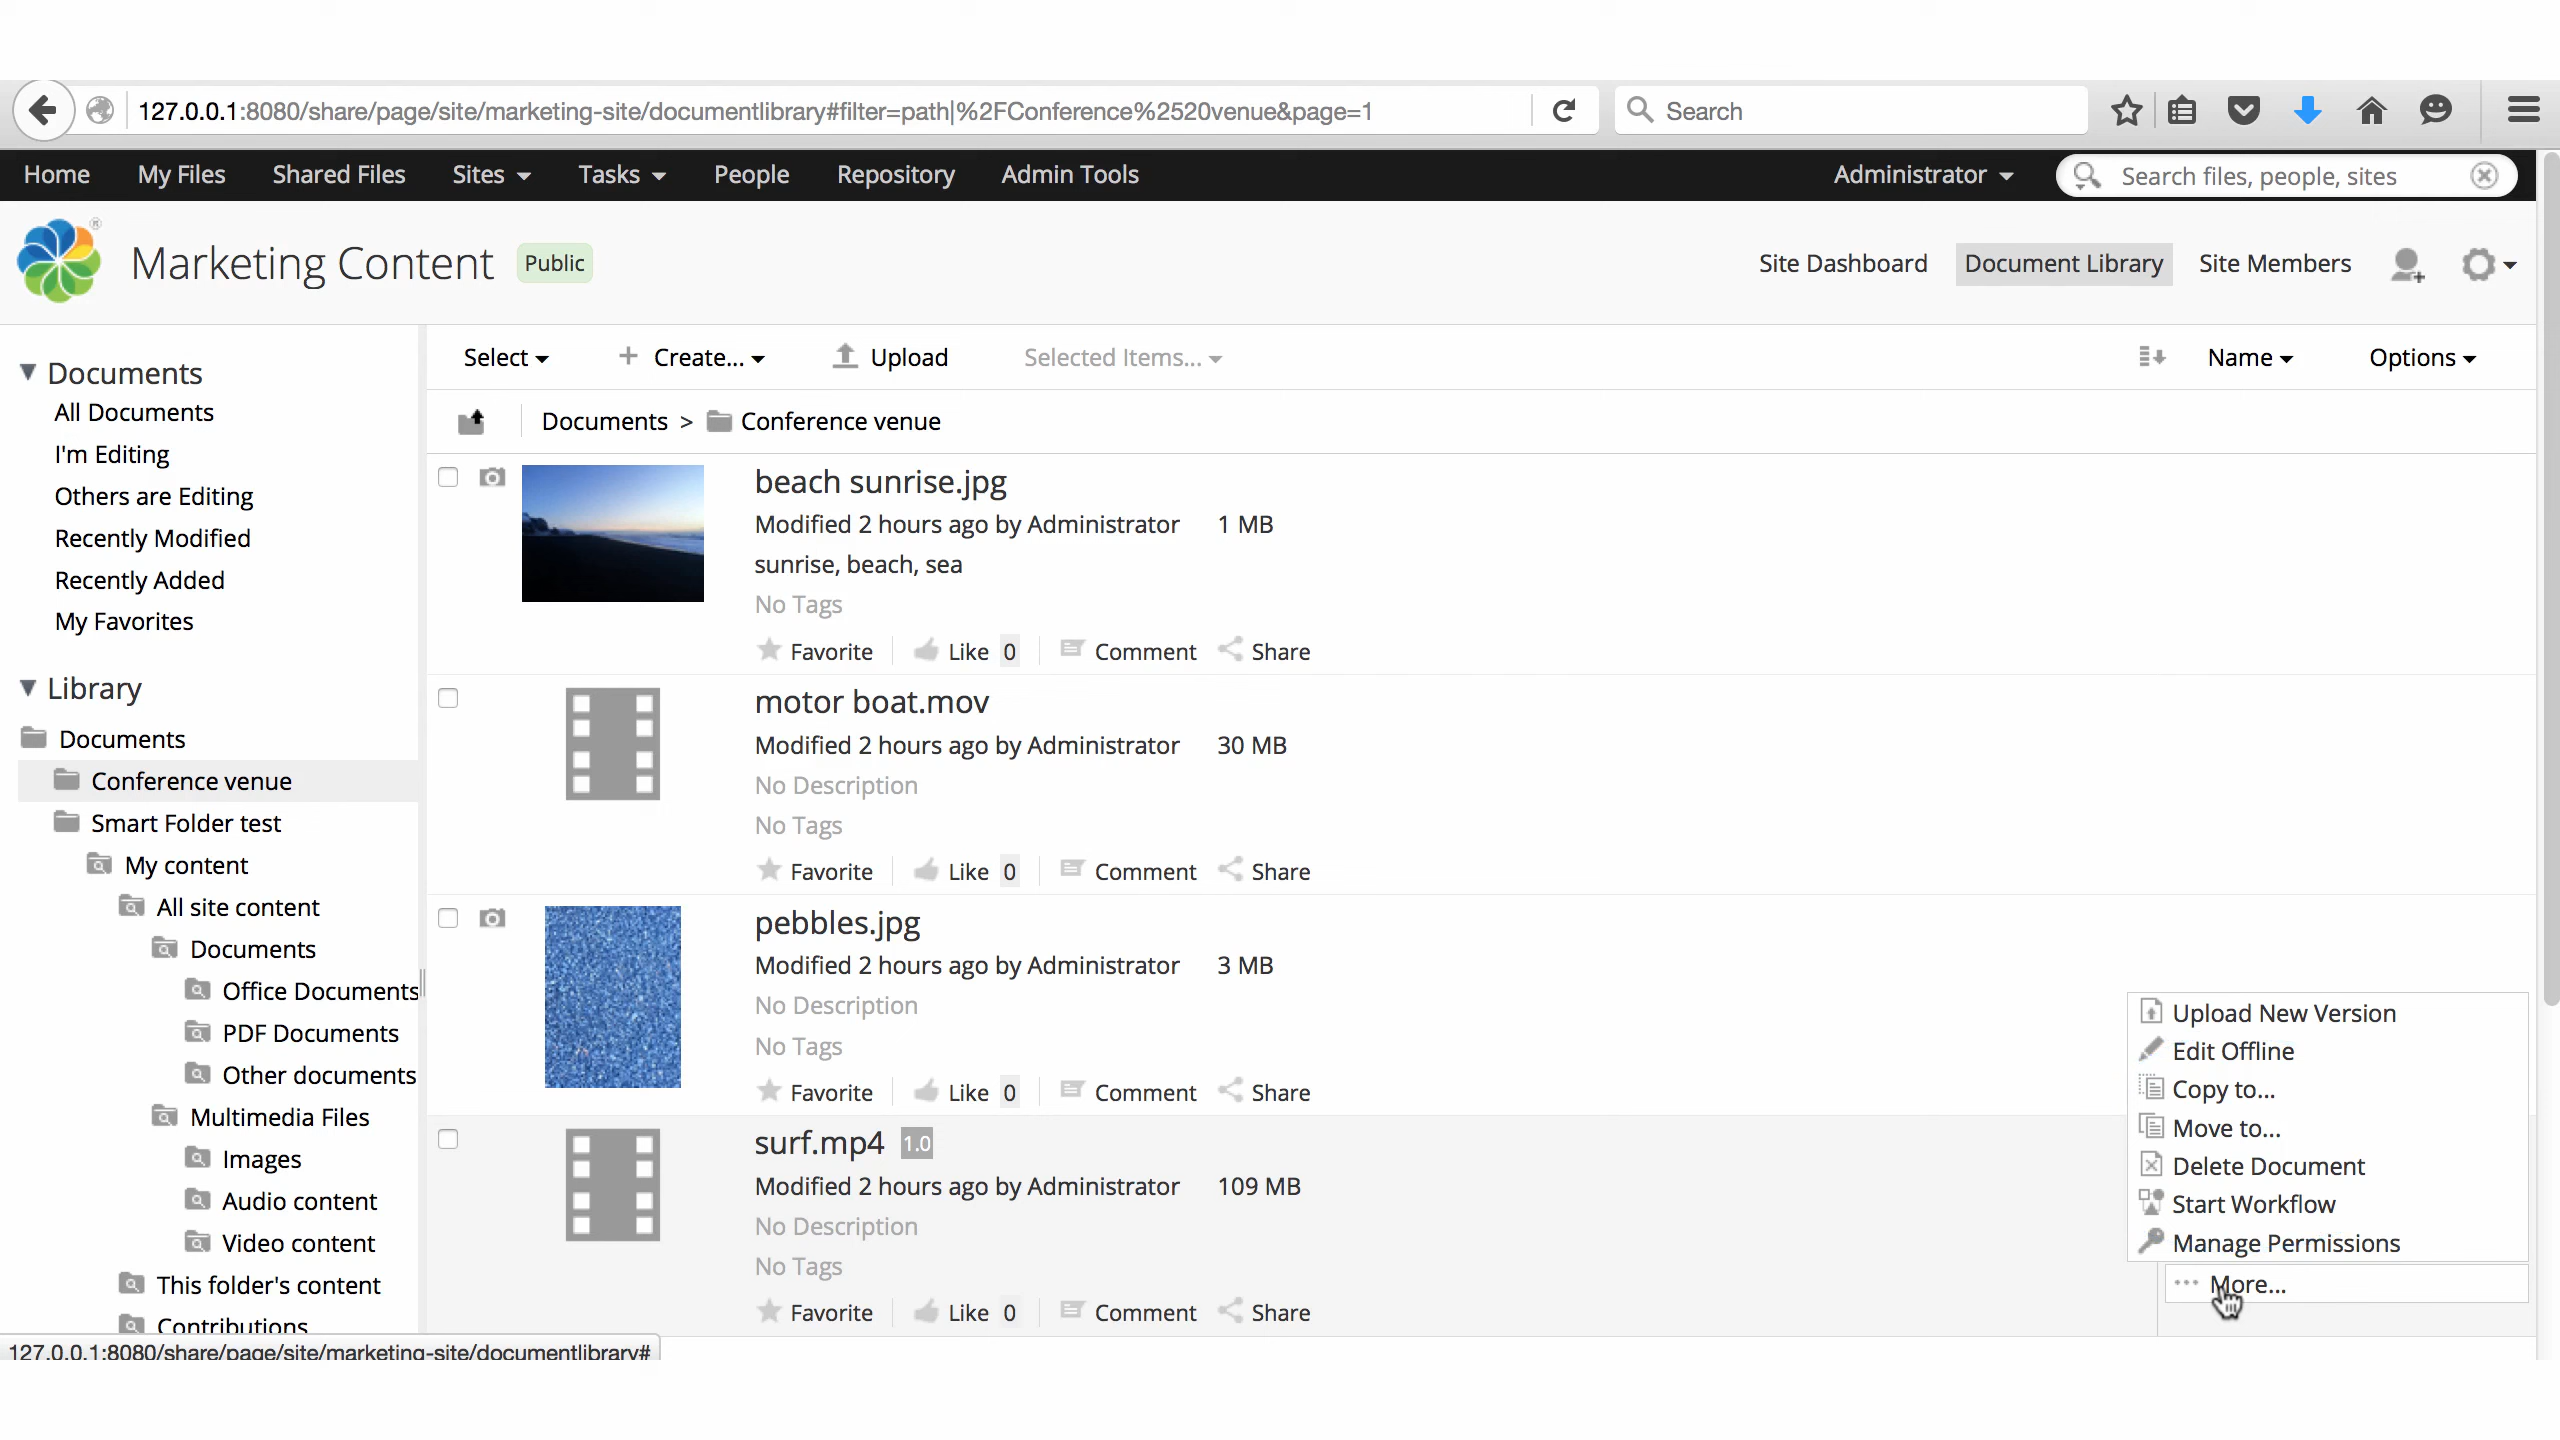 127.0.0.1:8080/share/page/site/marketing-site/documentlibrary#filter=path|%2FConference%2520venue&page=1
Search
Home My Files Shared Files Sites Tasks People Repository Admin Tools Administrator Search files, people, sites
Marketing Content Public Site Dashboard Document Library Site Members
®
Select + Create... Upload Selected Items... Name Options
Documents > Conference venue
Documents
All Documents
I'm Editing
Others are Editing
Recently Modified
Recently Added
My Favorites
Library
Documents
Conference venue
Smart Folder test
My content
All site content
Documents
Office Documents
PDF Documents
Other documents
Multimedia Files
Images
Audio content
Video content
This folder's content
Contributions
beach sunrise.jpg
Modified 2 hours ago by Administrator 1 MB
sunrise, beach, sea
No Tags
Favorite Like 0 Comment Share
motor boat.mov
Modified 2 hours ago by Administrator 30 MB
No Description
No Tags
Favorite Like 0 Comment Share
pebbles.jpg
Modified 2 hours ago by Administrator 3 MB
No Description
No Tags
Favorite Like 0 Comment Share
surf.mp4 1.0
Modified 2 hours ago by Administrator 109 MB
No Description
No Tags
Favorite Like 0 Comment Share
Upload New Version
Edit Offline
Copy to...
Move to...
Delete Document
Start Workflow
Manage Permissions
More...
127.0.0.1:8080/share/page/site/marketing-site/documentlibrary#